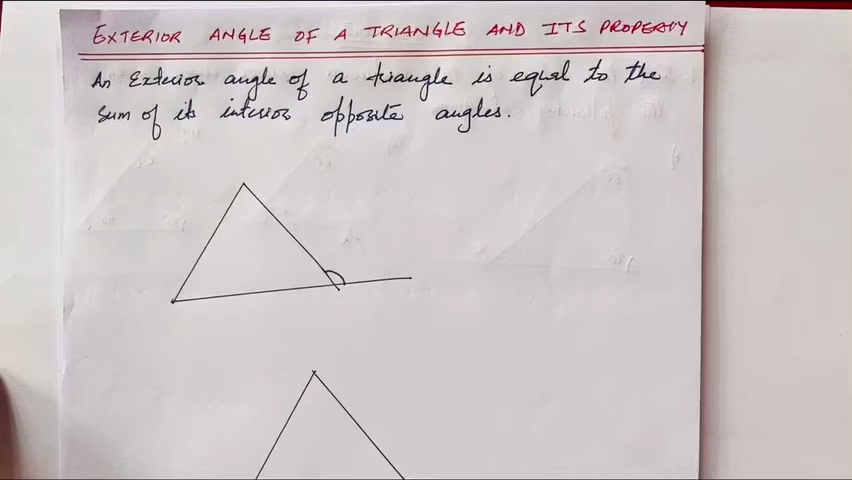 EXTERIOR ANGLE OF A TRIANGLE AND ITS PROPERTY
An Exterior angle of a triangle is equal to the
sum of its interior opposite angles.